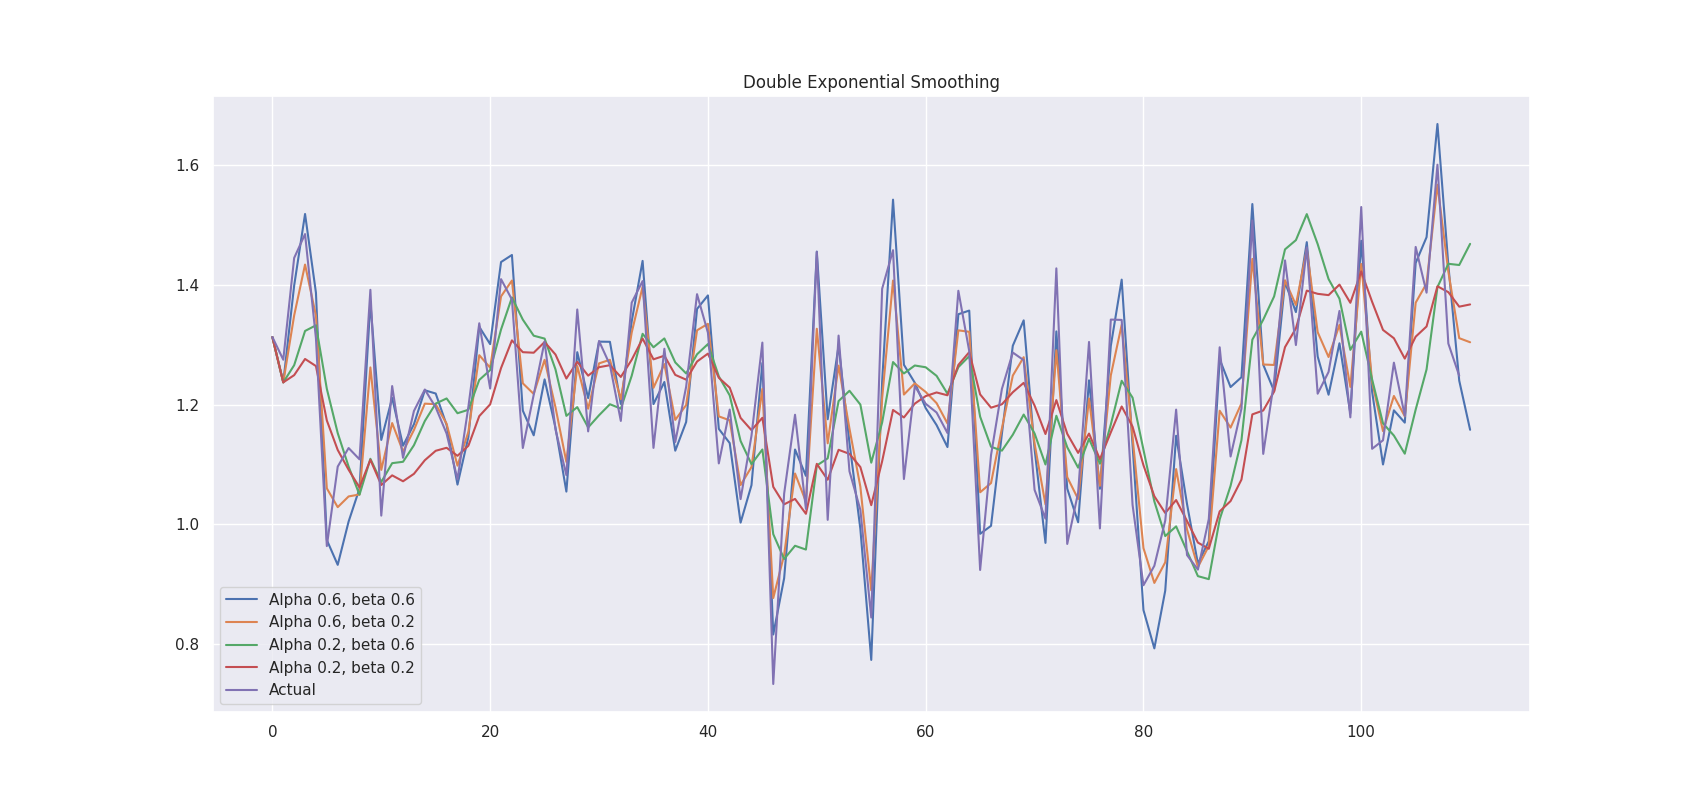 Double Exponential Smoothing
1.6
1.4
1.2
1.0
0.8
Alpha 0.6, beta 0.6
Alpha 0.6, beta 0.2
Alpha 0.2, beta 0.6
Alpha 0.2, beta 0.2
Actual
0 20 40 60 80 100